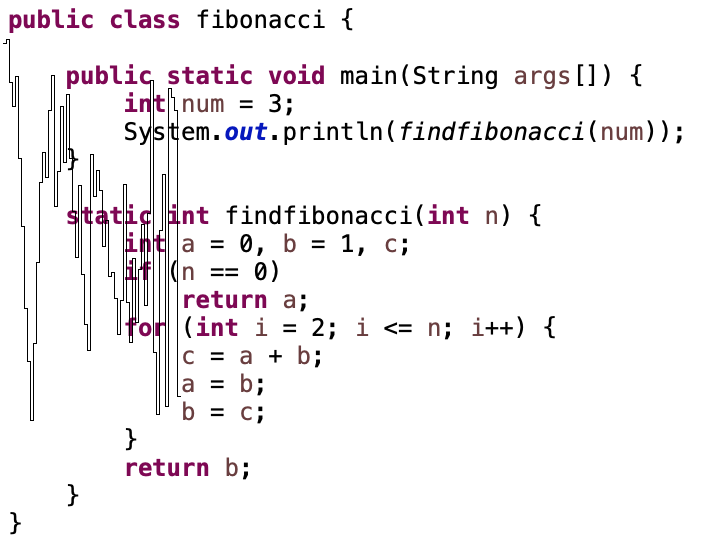 public class fibonacci {
public static void main(String args[]) {
int num = 3;
System.out.println(findfibonacci(num));
}
static int findfibonacci(int n) {
int a = 0, b = 1, c;
if (n == 0)
return a;
for (int i = 2; i <= n; i++) {
c = a + b;
a = b;
b = c;
}
return b;
}
}